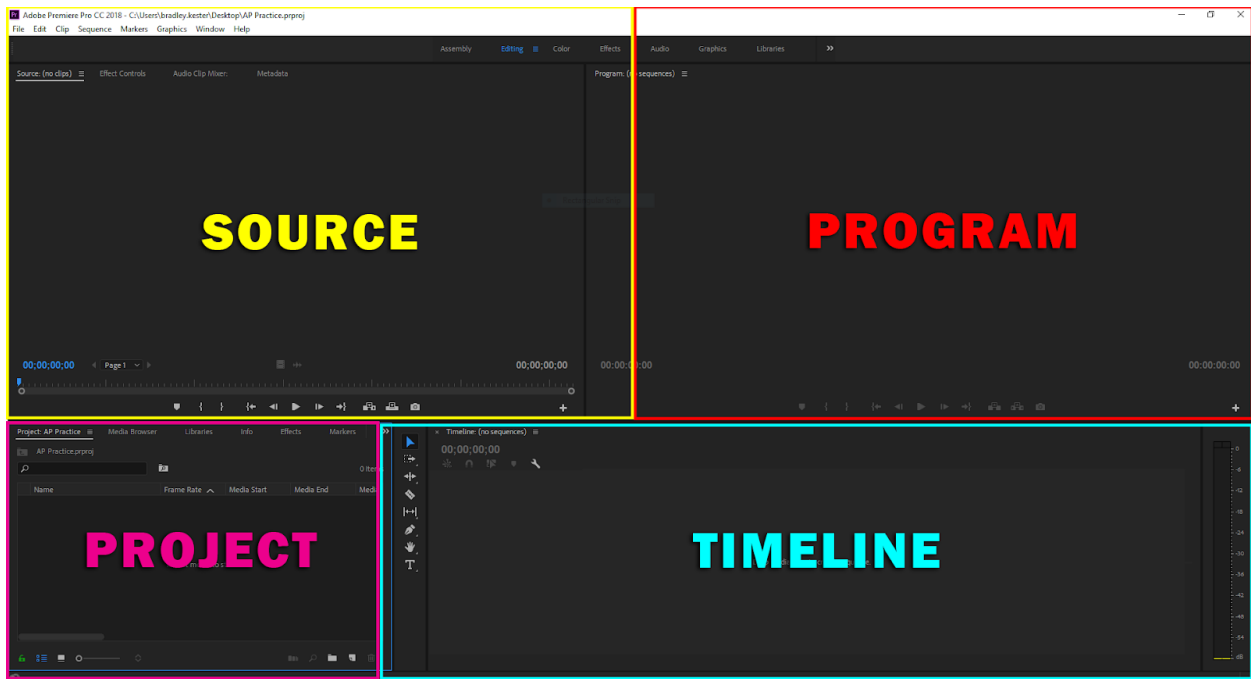 Pr Adobe Premiere Pro CC 2018 - C:\Users\bradley.kester\Desktop\AP Practice.prproj
File Edit Clip Sequence Markers Graphics Window Help
Assembly Editing Color Effects Audio Graphics Libraries
Source: (no clips) Effect Controls Audio Clip Mixer: Metadata
Program: (no sequences)
SOURCE
PROGRAM
00;00;00;00 Page 1 00;00;00;00
00:00:00:00 00:00:00:00
Project: AP Practice Media Browser Libraries Info Effects Markers
AP Practice.prproj
0 Items
Name Frame Rate Media Start Media End Media
PROJECT
Timeline: (no sequences)
00;00;00;00
T
TIMELINE
0
-6
-12
-18
-24
-30
-36
-42
-48
-54
dB